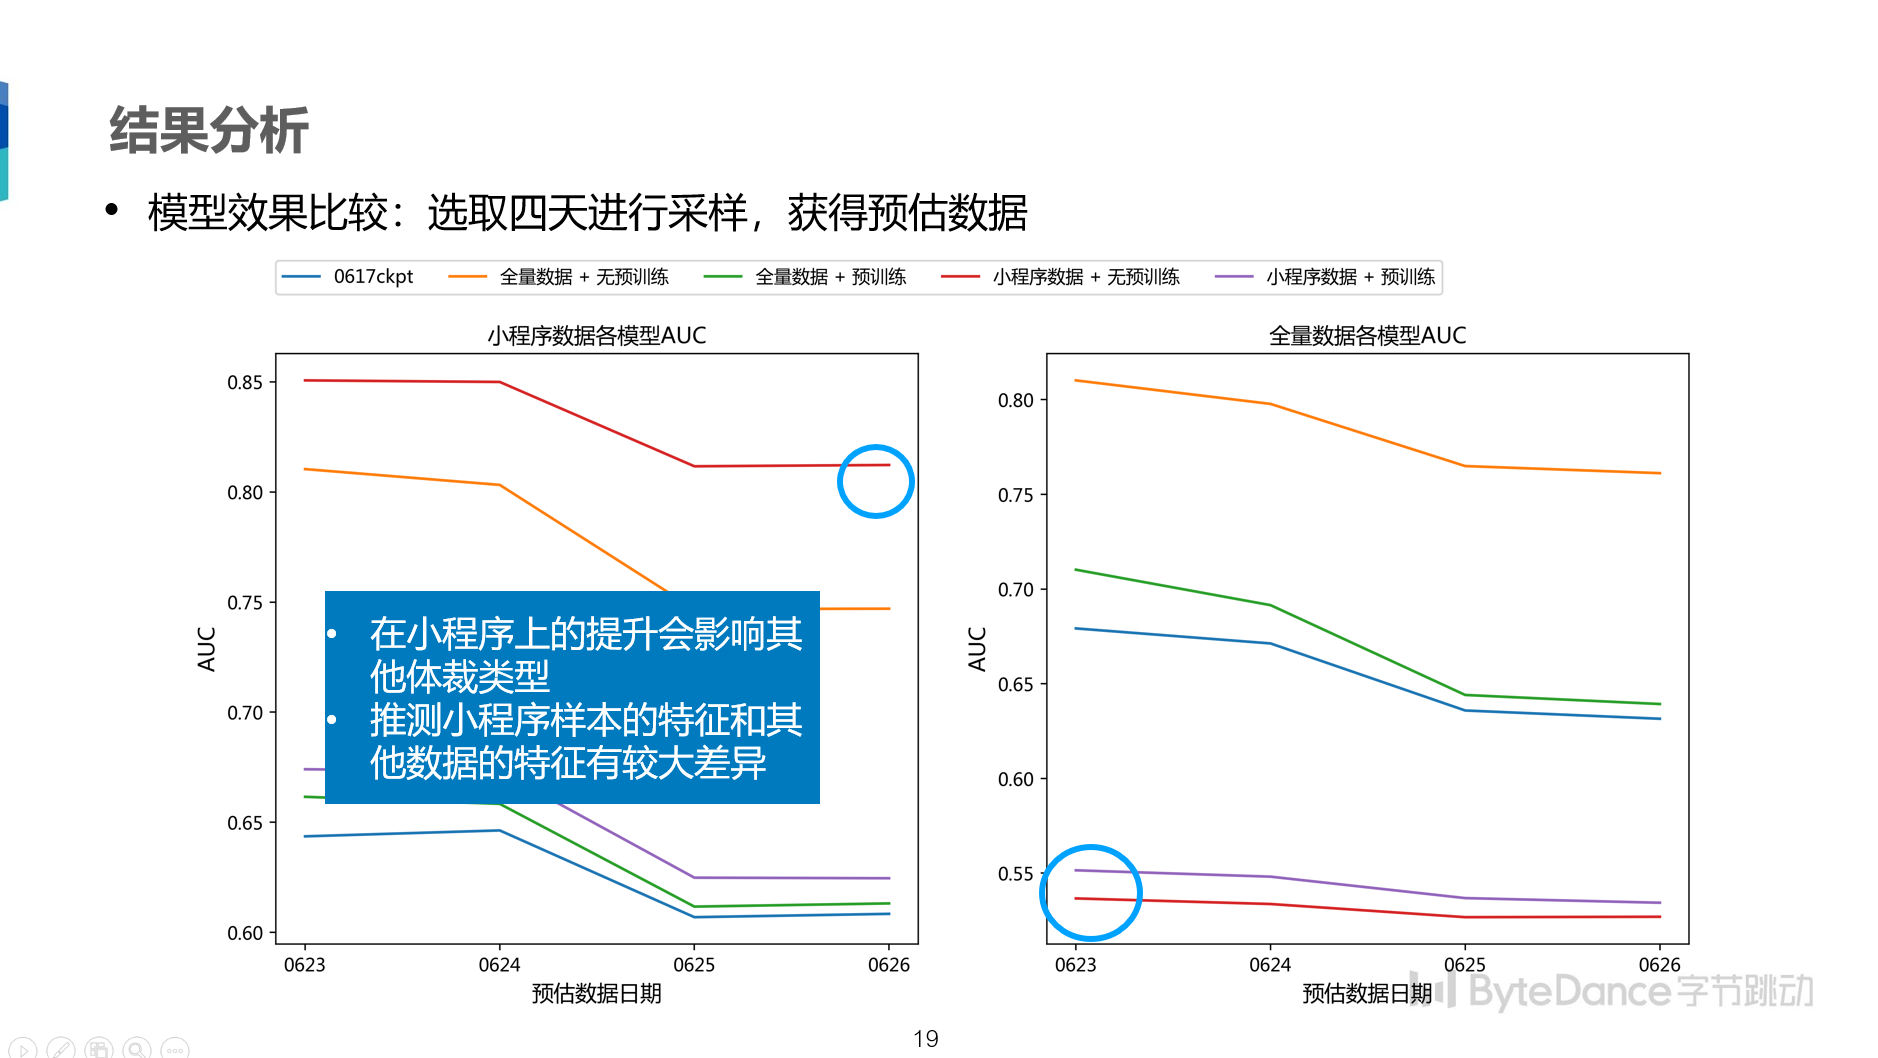 结果分析
• 模型效果比较：选取四天进行采样，获得预估数据
0617ckpt 全量数据 + 无预训练 全量数据 + 预训练 小程序数据 + 无预训练 小程序数据 + 预训练
小程序数据各模型AUC
0.85
0.80
0.75
0.70
0.65
0.60
AUC
0623 0624 0625 0626
预估数据日期
• 在小程序上的提升会影响其
他体裁类型
• 推测小程序样本的特征和其
他数据的特征有较大差异
全量数据各模型AUC
0.80
0.75
0.70
0.65
0.60
0.55
AUC
0623 0624 0625 0626
预估数据日期
ByteDance字节跳动
19